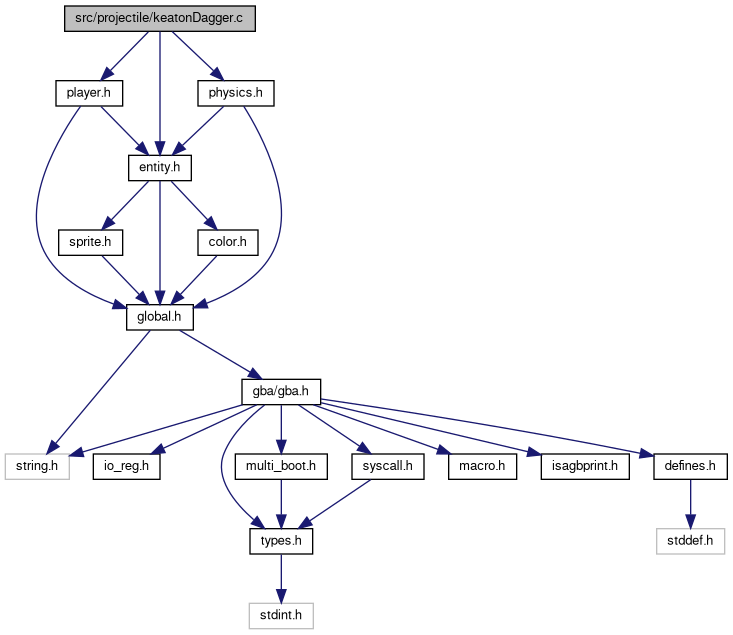 src/projectile/keatonDagger.c
player.h
physics.h
entity.h
sprite.h
color.h
global.h
gba/gba.h
string.h
io_reg.h
multi_boot.h
syscall.h
macro.h
isagbprint.h
defines.h
types.h
stddef.h
stdint.h